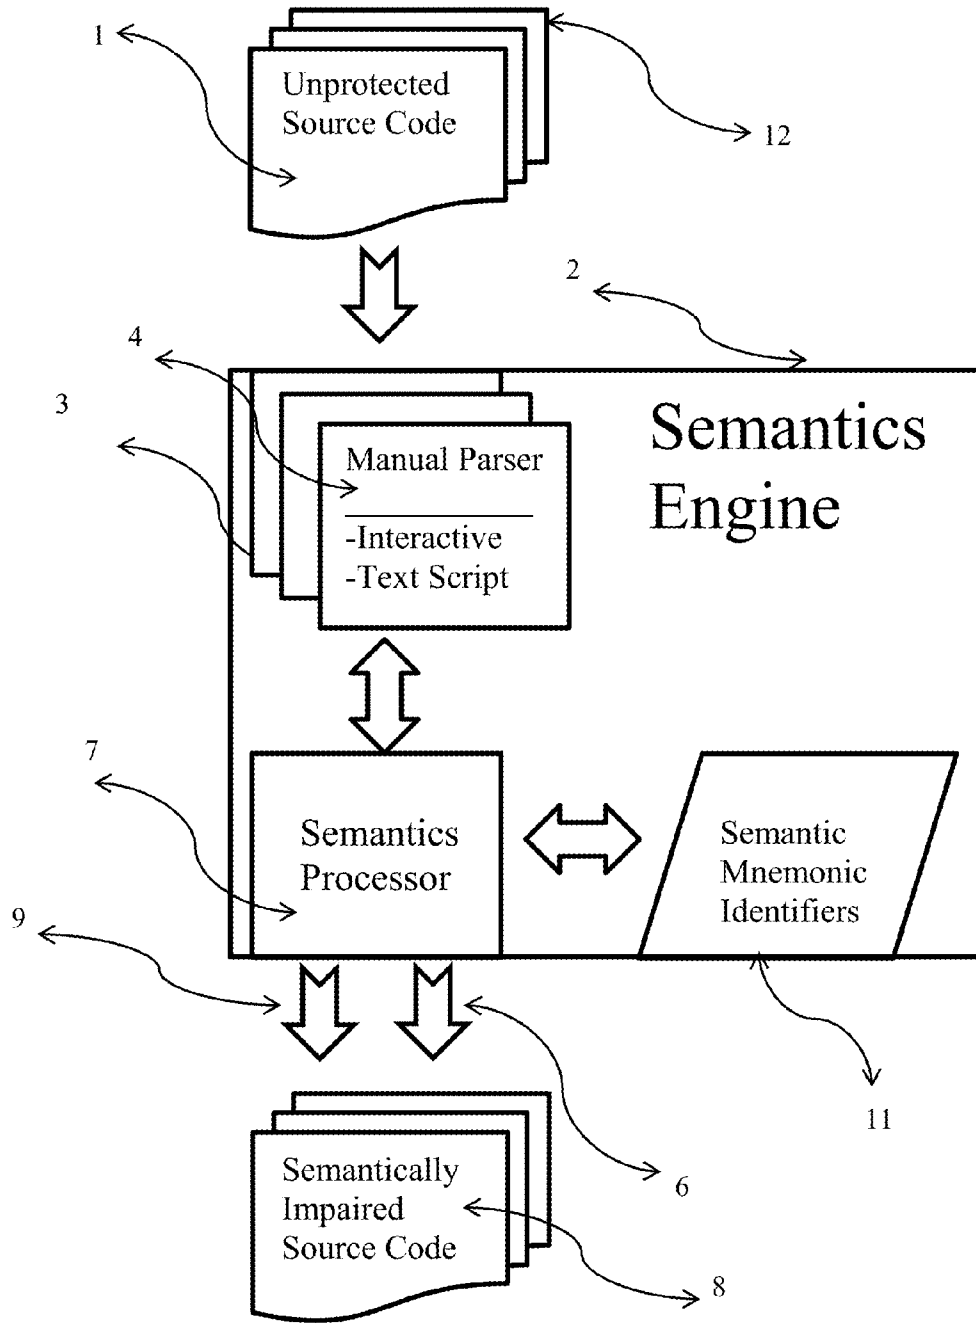 1
Unprotected
Source Code
12
2
4
3
Semantics
Engine
Manual Parser
-Interactive
-Text Script
7
Semantics
Processor
Semantic
Mnemonic
Identifiers
9
11
6
Semantically
Impaired
Source Code
8